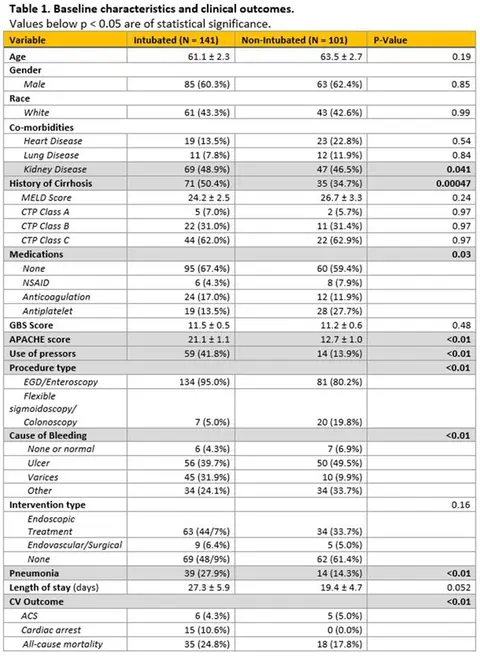 Table 1. Baseline characteristics and clinical outcomes.
Values below p < 0.05 are of statistical significance.
Variable Intubated (N = 141) Non-Intubated (N = 101) P-Value
Age 61.1 ± 2.3 63.5 ± 2.7 0.19
Gender
Male 85 (60.3%) 63 (62.4%) 0.85
Race
White 61 (43.3%) 43 (42.6%) 0.99
Co-morbidities
Heart Disease 19 (13.5%) 23 (22.8%) 0.54
Lung Disease 11 (7.8%) 12 (11.9%) 0.84
Kidney Disease 69 (48.9%) 47 (46.5%) 0.041
History of Cirrhosis 71 (50.4%) 35 (34.7%) 0.00047
MELD Score 24.2 ± 2.5 26.7 ± 3.3 0.24
CTP Class A 5 (7.0%) 2 (5.7%) 0.97
CTP Class B 22 (31.0%) 11 (31.4%) 0.97
CTP Class C 44 (62.0%) 22 (62.9%) 0.97
Medications 0.03
None 95 (67.4%) 60 (59.4%)
NSAID 6 (4.3%) 8 (7.9%)
Anticoagulation 24 (17.0%) 12 (11.9%)
Antiplatelet 19 (13.5%) 28 (27.7%)
GBS Score 11.5 ± 0.5 11.2 ± 0.6 0.48
APACHE score 21.1 ± 1.1 12.7 ± 1.0 <0.01
Use of pressors 59 (41.8%) 14 (13.9%) <0.01
Procedure type <0.01
EGD/Enteroscopy 134 (95.0%) 81 (80.2%)
Flexible
sigmoidoscopy/
Colonoscopy 7 (5.0%) 20 (19.8%)
Cause of Bleeding <0.01
None or normal 6 (4.3%) 7 (6.9%)
Ulcer 56 (39.7%) 50 (49.5%)
Varices 45 (31.9%) 10 (9.9%)
Other 34 (24.1%) 34 (33.7%)
Intervention type 0.16
Endoscopic
Treatment 63 (44/7%) 34 (33.7%)
Endovascular/Surgical 9 (6.4%) 5 (5.0%)
None 69 (48/9%) 62 (61.4%)
Pneumonia 39 (27.9%) 14 (14.3%) <0.01
Length of stay (days) 27.3 ± 5.9 19.4 ± 4.7 0.052
CV Outcome <0.01
ACS 6 (4.3%) 5 (5.0%)
Cardiac arrest 15 (10.6%) 0 (0.0%)
All-cause mortality 35 (24.8%) 18 (17.8%)